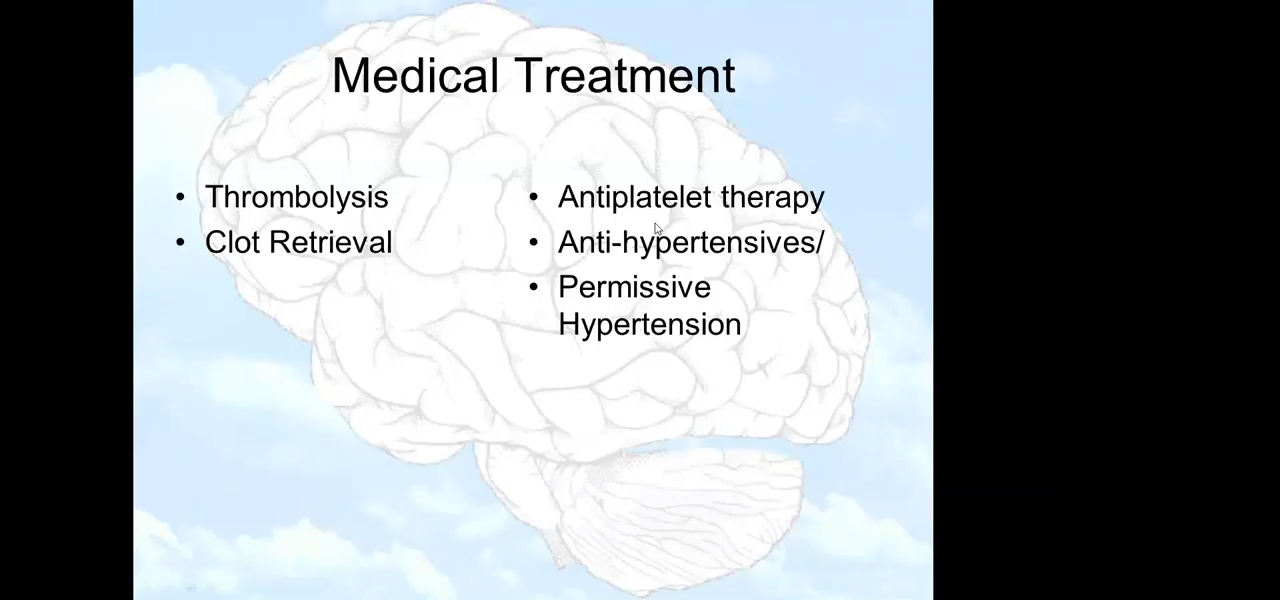 Medical Treatment
• Thrombolysis
• Clot Retrieval
• Antiplatelet therapy
• Anti-hypertensives/
• Permissive
Hypertension